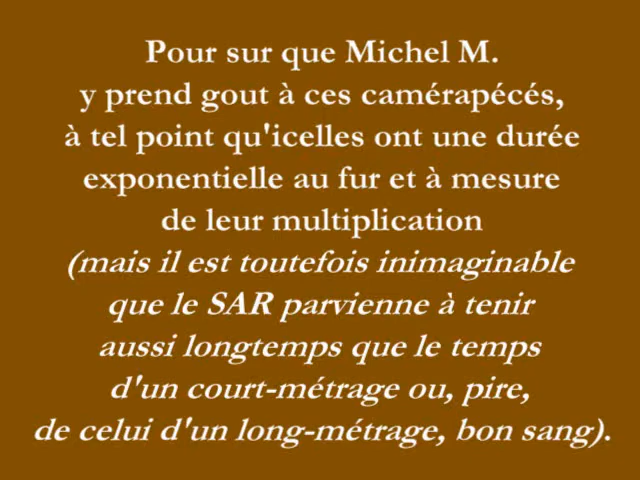 Pour sur que Michel M.
y prend gout à ces camérapécés,
à tel point qu'icelles ont une durée
exponentielle au fur et à mesure
de leur multiplication
(mais il est toutefois inimaginable
que le SAR parvienne à tenir
aussi longtemps que le temps
d'un court-métrage ou, pire,
de celui d'un long-métrage, bon sang).